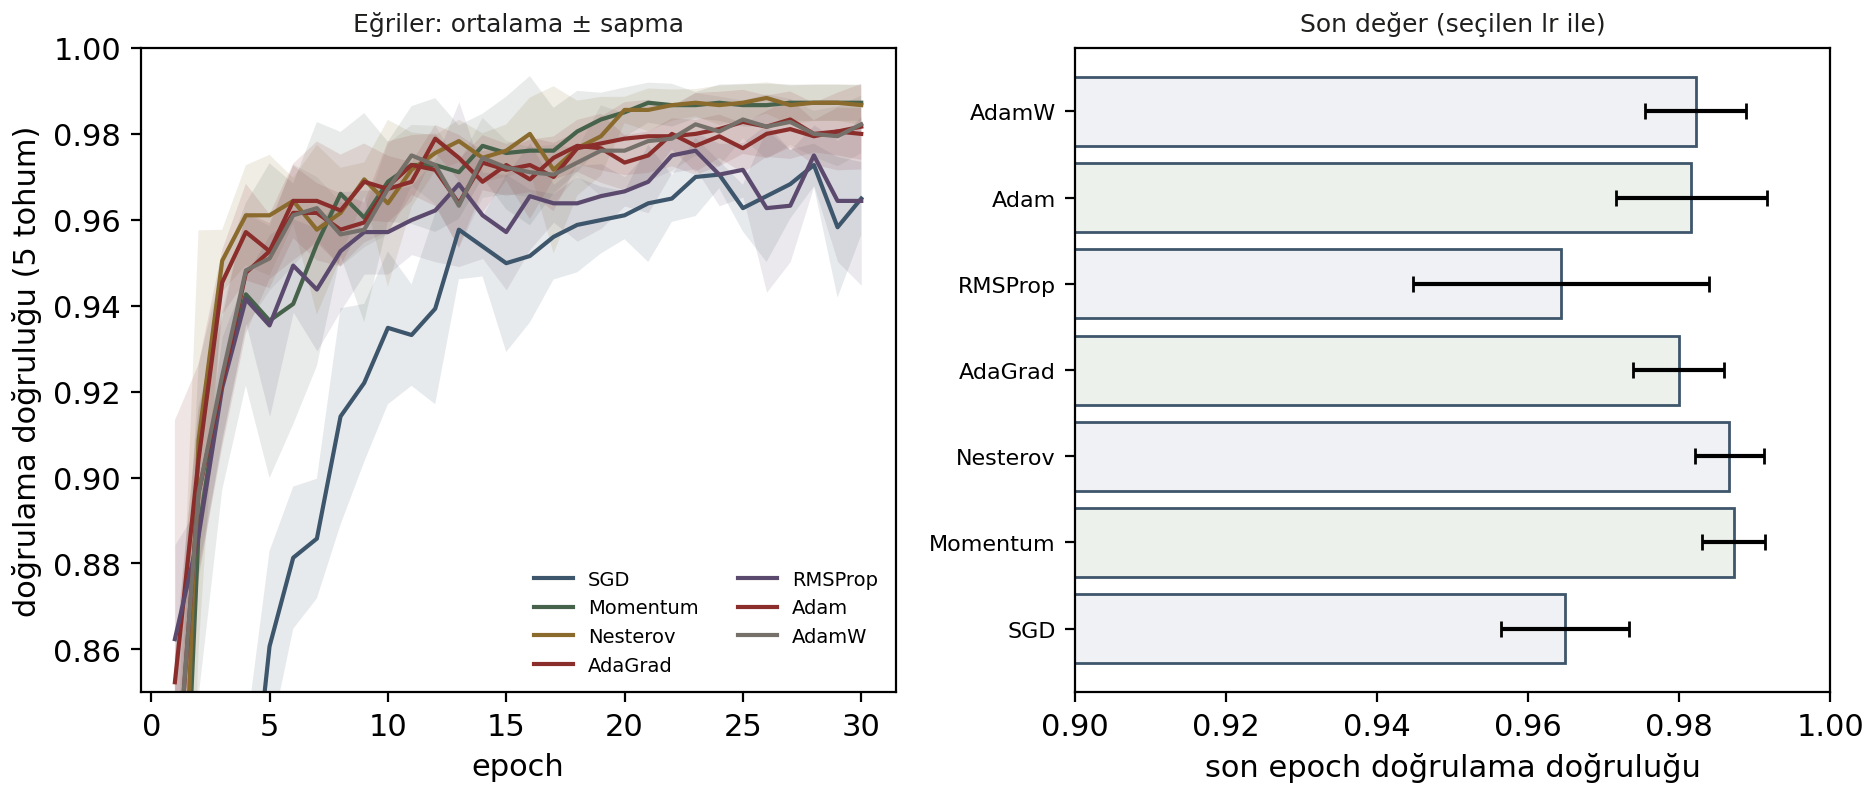 Eğriler: ortalama ± sapma
doğrulama doğruluğu (5 tohum)
1.00
0.98
0.96
0.94
0.92
0.90
0.88
0.86
0 5 10 15 20 25 30
epoch
SGD
Momentum
Nesterov
AdaGrad
RMSProp
Adam
AdamW
Son değer (seçilen lr ile)
AdamW
Adam
RMSProp
AdaGrad
Nesterov
Momentum
SGD
0.90 0.92 0.94 0.96 0.98 1.00
son epoch doğrulama doğruluğu